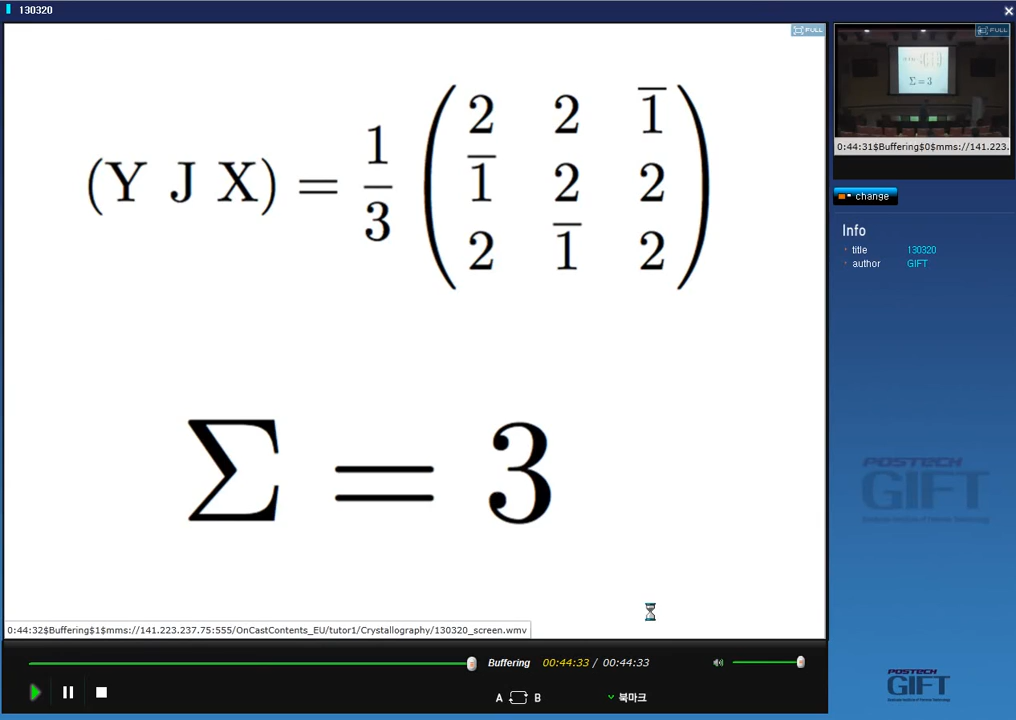 130320
FULL
(Y J X) = 1/3 ( 2 2 1̅
1̅ 2 2
2 1̅ 2 )
Σ = 3
0:44:32$Buffering$1$mms://141.223.237.75:555/OnCastContents_EU/tutor1/Crystallography/130320_screen.wmv
Buffering 00:44:33 / 00:44:33
A B 북마크
FULL
Σ = 3
0:44:31$Buffering$0$mms://141.223.
change
Info
title 130320
author GIFT
POSTECH
GIFT
POSTECH
GIFT